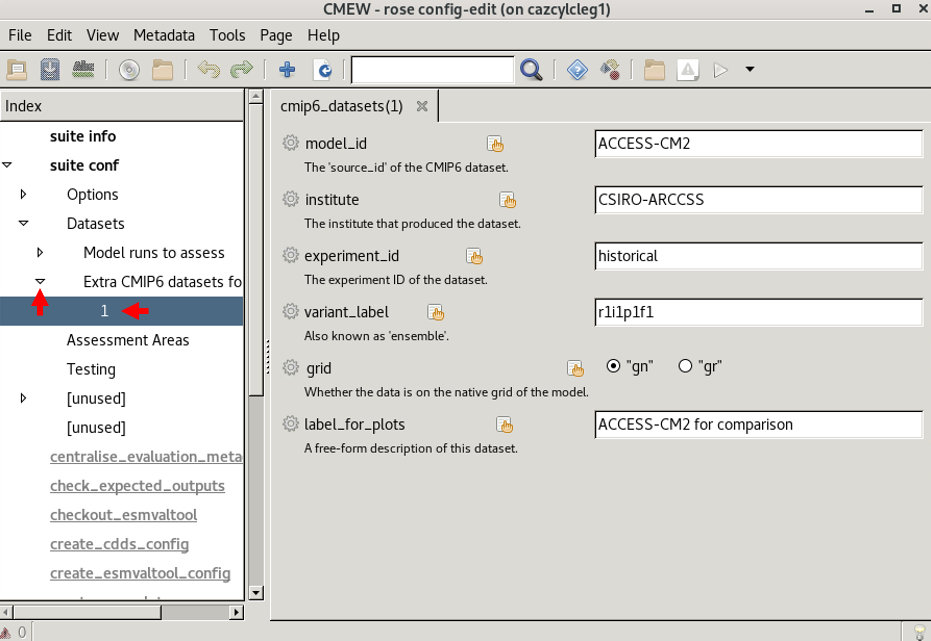 CMEW - rose config-edit (on cazcylcleg1)
File Edit View Metadata Tools Page Help
Index
suite info
suite conf
Options
Datasets
Model runs to assess
Extra CMIP6 datasets fo
1
Assessment Areas
Testing
[unused]
[unused]
centralise_evaluation_meta
check_expected_outputs
checkout_esmvaltool
create_cdds_config
create_esmvaltool_config
cmip6_datasets(1)
model_id
ACCESS-CM2
The 'source_id' of the CMIP6 dataset.
institute
CSIRO-ARCCSS
The institute that produced the dataset.
experiment_id
historical
The experiment ID of the dataset.
variant_label
r1i1p1f1
Also known as 'ensemble'.
grid
"gn" "gr"
Whether the data is on the native grid of the model.
label_for_plots
ACCESS-CM2 for comparison
A free-form description of this dataset.
0